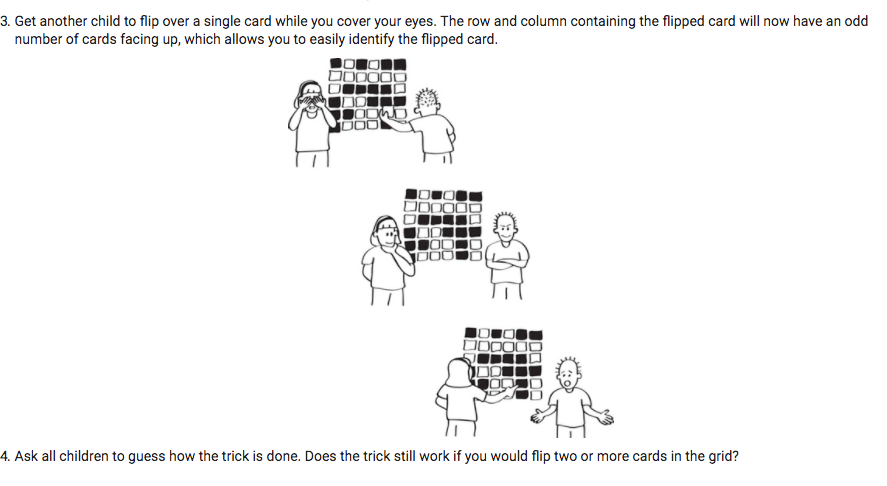 3. Get another child to flip over a single card while you cover your eyes. The row and column containing the flipped card will now have an odd
number of cards facing up, which allows you to easily identify the flipped card.
4. Ask all children to guess how the trick is done. Does the trick still work if you would flip two or more cards in the grid?